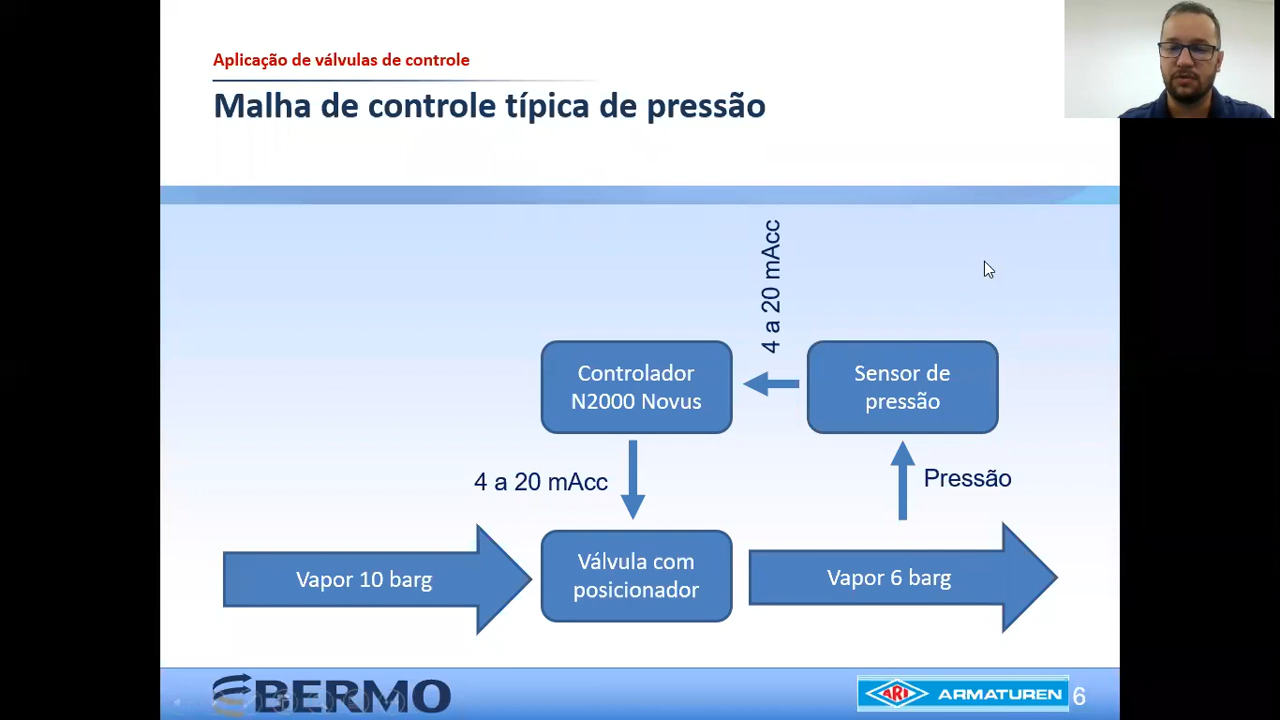 Aplicação de válvulas de controle
Malha de controle típica de pressão
4 a 20 mAcc
Controlador
N2000 Novus
Sensor de
pressão
4 a 20 mAcc
Pressão
Vapor 10 barg
Válvula com
posicionador
Vapor 6 barg
BERMO
ARI ARMATUREN 6